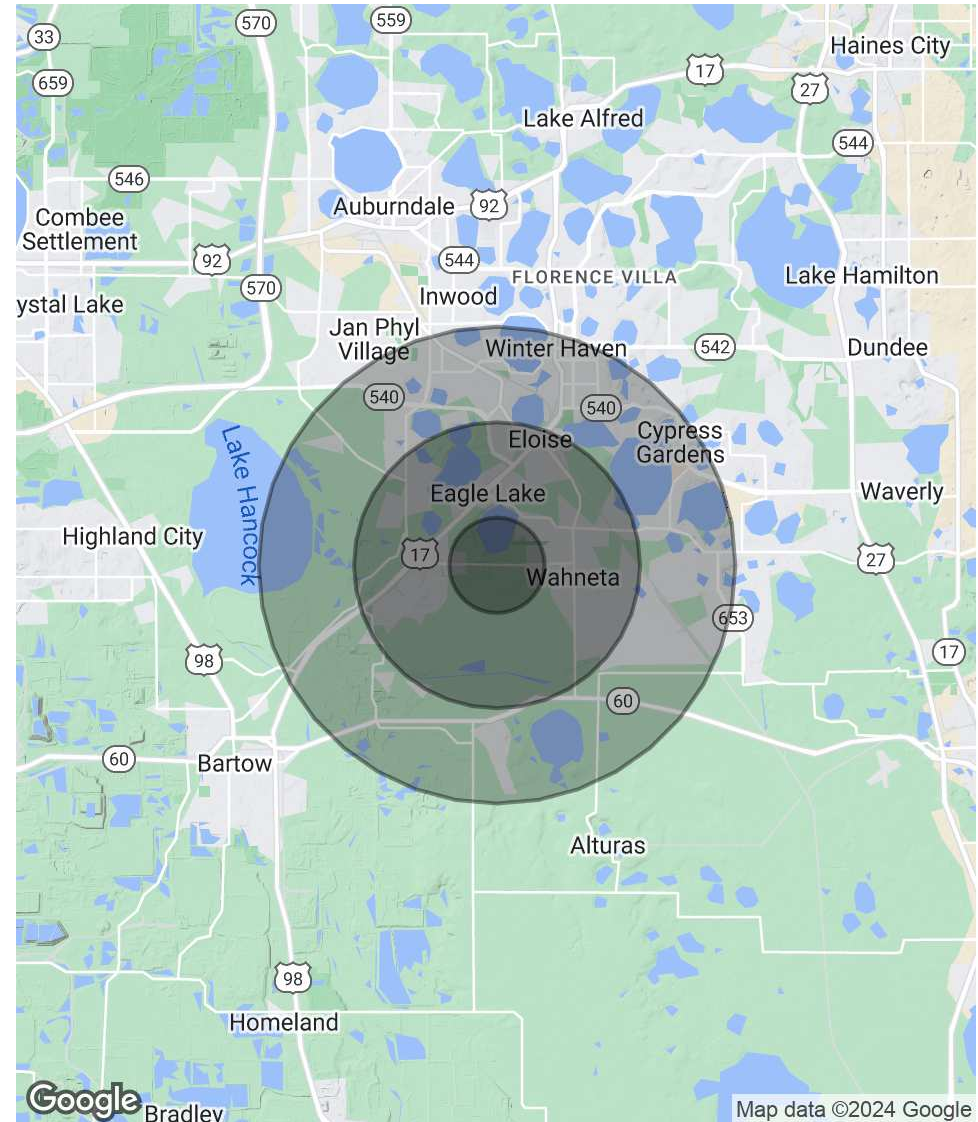 570
559
33
Haines City
17
659
27
Lake Alfred
544
546
Auburndale
92
Combee
Settlement
92
544
FLORENCE VILLA
Lake Hamilton
570
Inwood
ystal Lake
Jan Phyl
Village
Winter Haven
542
Dundee
540
540
Cypress
Gardens
Eloise
Lake Hancock
Eagle Lake
Waverly
Highland City
17
27
Wahneta
653
98
17
60
60
Bartow
Alturas
98
Homeland
Google
Bradley
Map data ©2024 Google